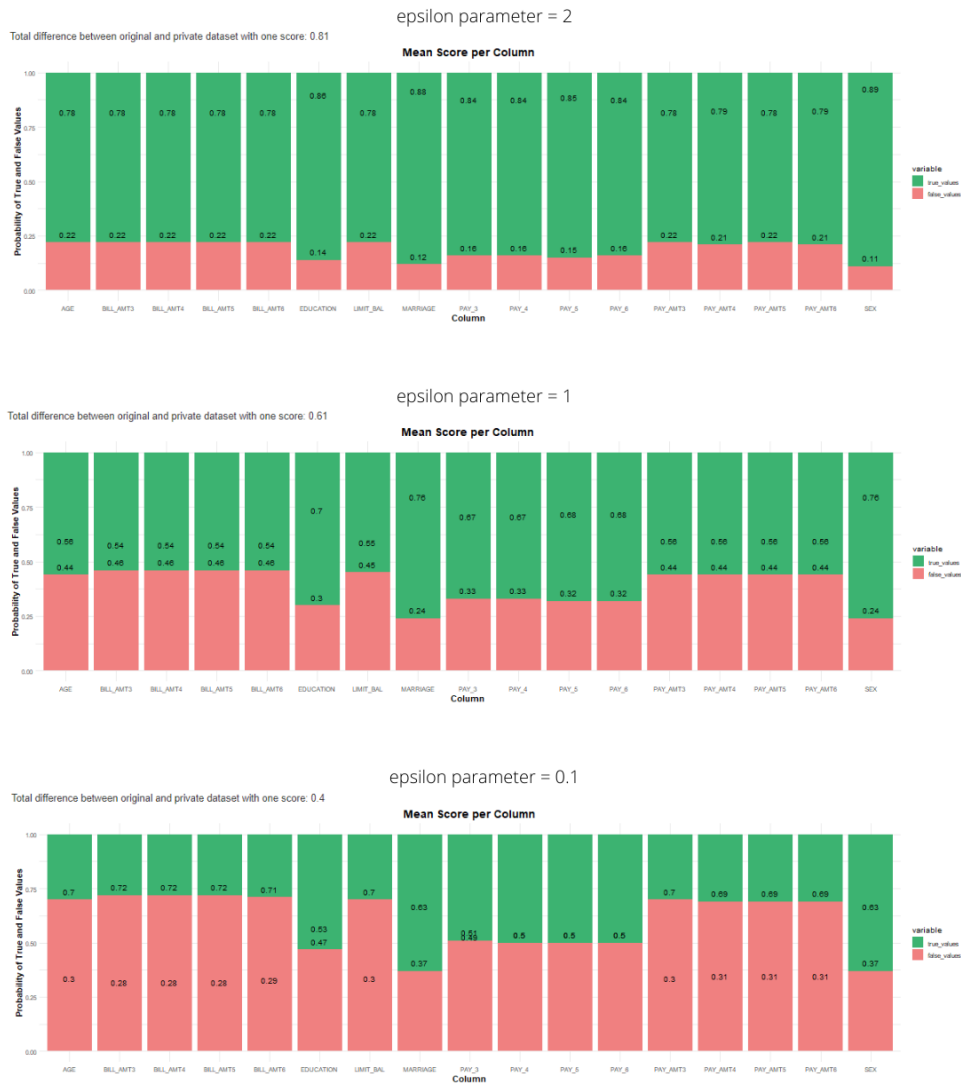 epsilon parameter = 2
Total difference between original and private dataset with one score: 0.81
Mean Score per Column
Probability of True and False Values
1.00
0.75
0.50
0.25
0.00
0.78 0.78 0.78 0.78 0.78 0.86 0.78 0.88 0.84 0.84 0.85 0.84 0.78 0.79 0.78 0.79 0.89
0.22 0.22 0.22 0.22 0.22 0.14 0.22 0.12 0.16 0.16 0.15 0.16 0.22 0.21 0.22 0.21 0.11
AGE BILL_AMT3 BILL_AMT4 BILL_AMT5 BILL_AMT6 EDUCATION LIMIT_BAL MARRIAGE PAY_3 PAY_4 PAY_5 PAY_6 PAY_AMT3 PAY_AMT4 PAY_AMT5 PAY_AMT6 SEX
Column
variable
true_values
false_values
epsilon parameter = 1
Total difference between original and private dataset with one score: 0.61
Mean Score per Column
Probability of True and False Values
1.00
0.75
0.50
0.25
0.00
0.56 0.54 0.54 0.54 0.54 0.7 0.55 0.76 0.67 0.67 0.68 0.68 0.56 0.56 0.56 0.56 0.76
0.44 0.46 0.46 0.46 0.46 0.3 0.45 0.24 0.33 0.33 0.32 0.32 0.44 0.44 0.44 0.44 0.24
AGE BILL_AMT3 BILL_AMT4 BILL_AMT5 BILL_AMT6 EDUCATION LIMIT_BAL MARRIAGE PAY_3 PAY_4 PAY_5 PAY_6 PAY_AMT3 PAY_AMT4 PAY_AMT5 PAY_AMT6 SEX
Column
variable
true_values
false_values
epsilon parameter = 0.1
Total difference between original and private dataset with one score: 0.4
Mean Score per Column
Probability of True and False Values
1.00
0.75
0.50
0.25
0.00
0.7 0.72 0.72 0.72 0.71 0.53 0.7 0.63 0.51 0.5 0.5 0.5 0.7 0.69 0.69 0.69 0.63
0.3 0.28 0.28 0.28 0.29 0.47 0.3 0.37 0.49 0.3 0.31 0.31 0.31 0.37
AGE BILL_AMT3 BILL_AMT4 BILL_AMT5 BILL_AMT6 EDUCATION LIMIT_BAL MARRIAGE PAY_3 PAY_4 PAY_5 PAY_6 PAY_AMT3 PAY_AMT4 PAY_AMT5 PAY_AMT6 SEX
Column
variable
true_values
false_values